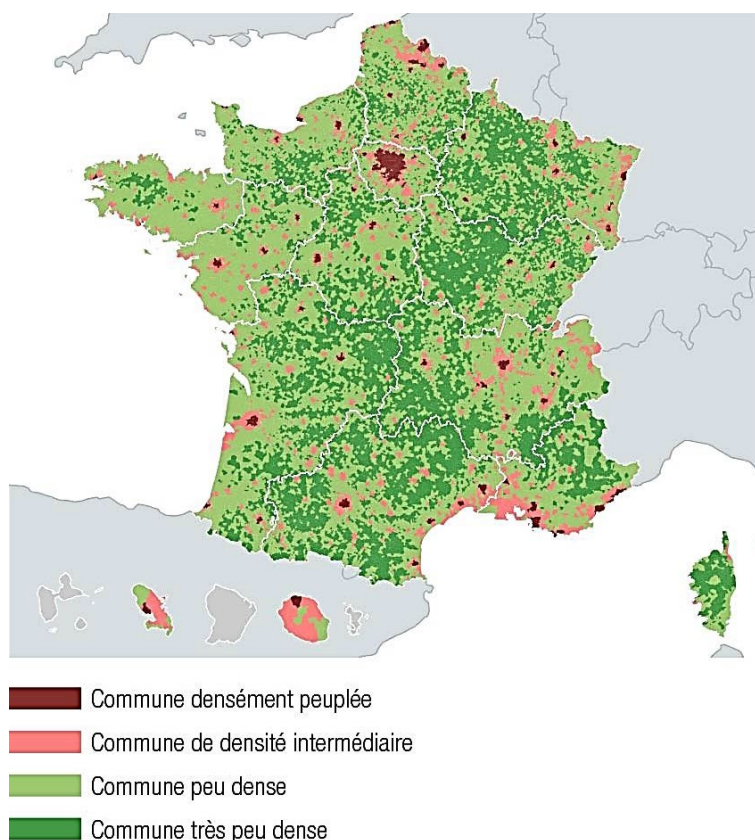 Commune densément peuplée
Commune de densité intermédiaire
Commune peu dense
Commune très peu dense